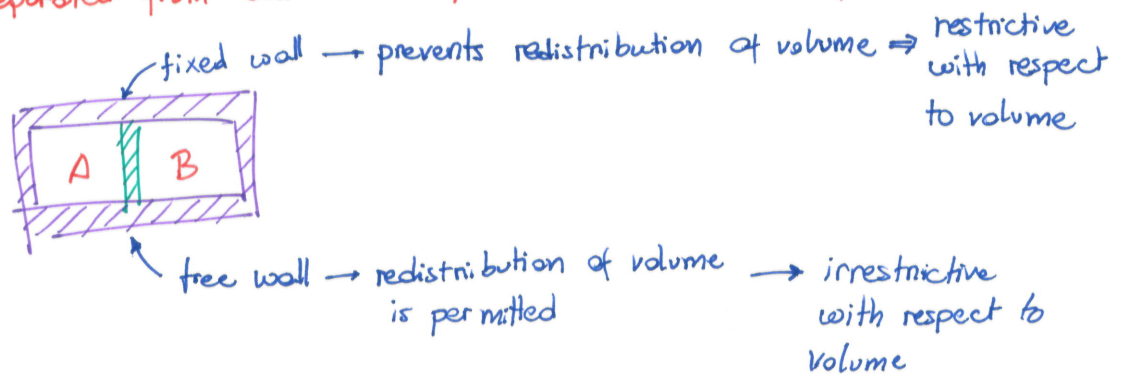 from
fixed wall → prevents redistribution of volume ⇒ restrictive
with respect
to volume
A B
free wall → redistribution of volume → irrestrictive
is permitted with respect to
volume